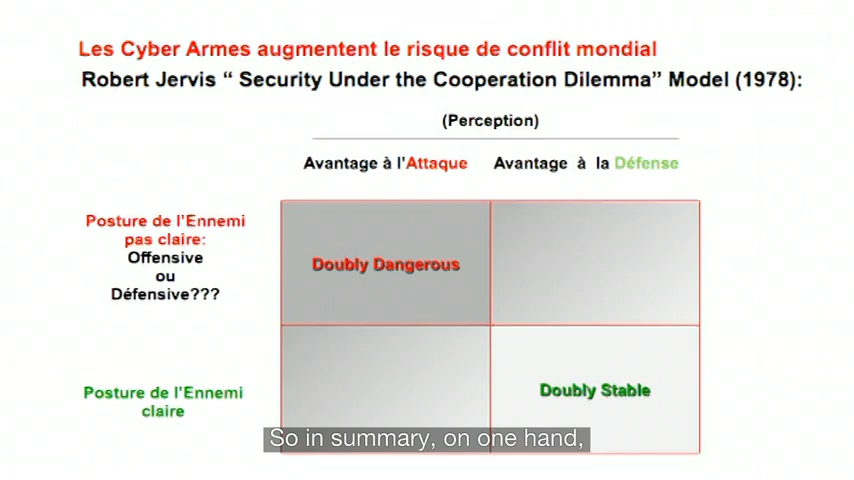 Les Cyber Armes augmentent le risque de conflit mondial
Robert Jervis “ Security Under the Cooperation Dilemma” Model (1978):
(Perception)
Avantage à l'Attaque
Avantage à la Défense
Posture de l'Ennemi
pas claire:
Offensive
ou
Défensive???
Doubly Dangerous
Posture de l'Ennemi
claire
Doubly Stable
So in summary, on one hand,